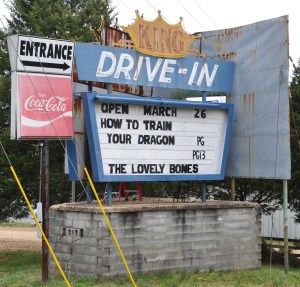 KING
DRIVE-IN
ENTRANCE
Coca-Cola
OPEN MARCH 26
HOW TO TRAIN
YOUR DRAGON PG
PG13
THE LOVELY BONES